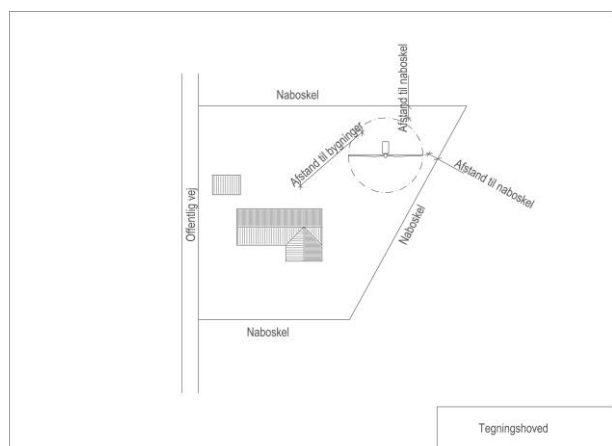 Naboskel
Afstand til naboskel
Afstand til bygninger
Afstand til naboskel
Offentlig vej
Naboskel
Naboskel
Tegningshoved